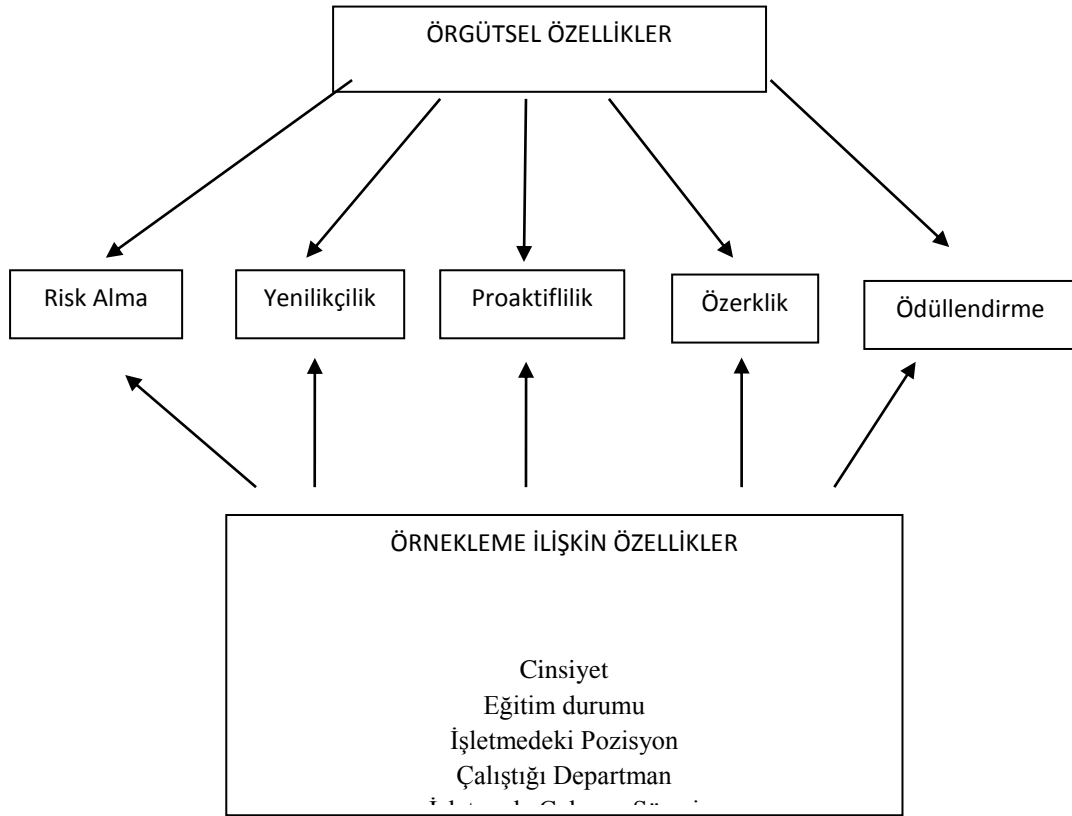 ÖRGÜTSEL ÖZELLİKLER
Risk Alma
Yenilikçilik
Proaktiflilik
Özerklik
Ödüllendirme
ÖRNEKLEME İLİŞKİN ÖZELLİKLER
Cinsiyet
Eğitim durumu
İşletmedeki Pozisyon
Çalıştığı Departman